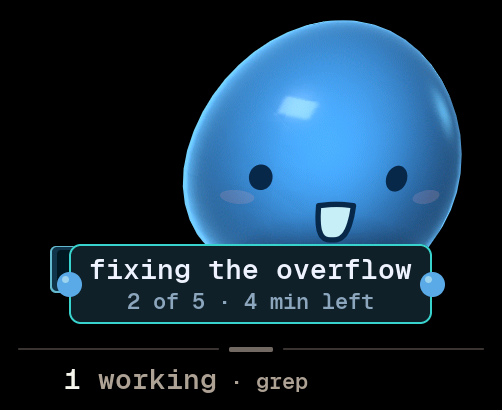 fixing the overflow
2 of 5 · 4 min left
1 working · grep